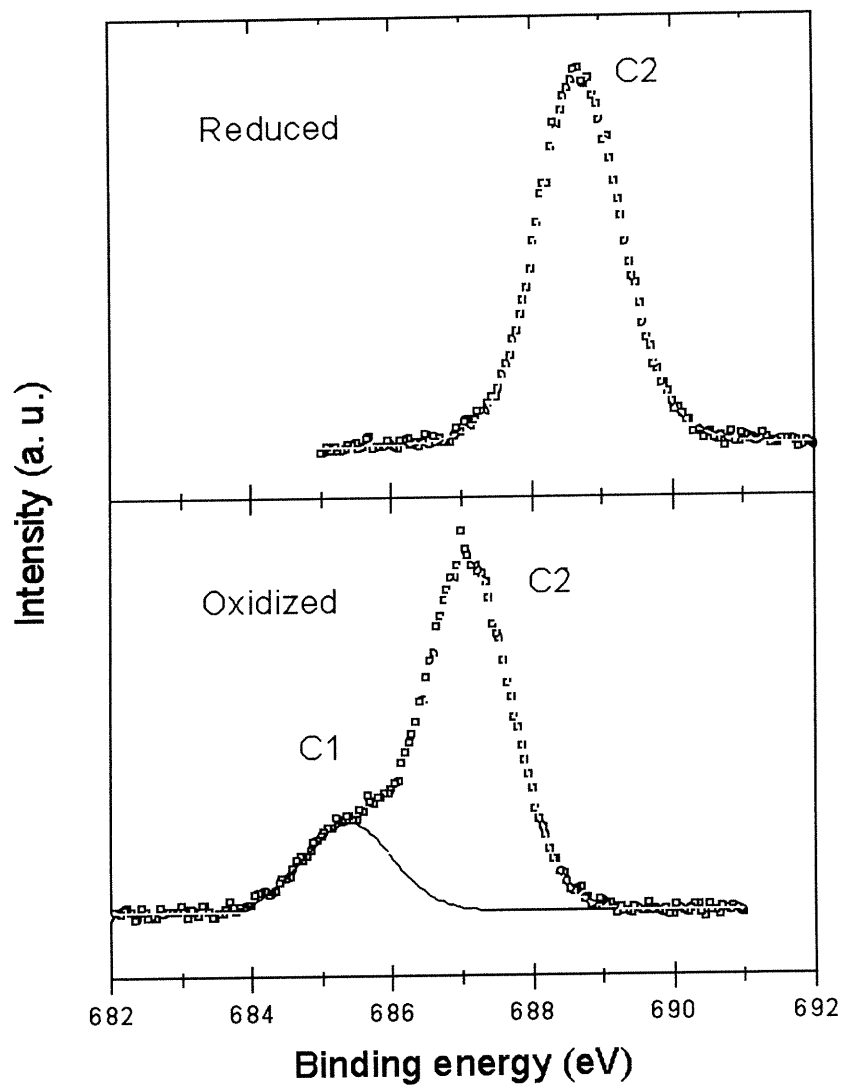 C2
Reduced
Intensity (a. u.)
Oxidized
C2
C1
682 684 686 688 690 692
Binding energy (eV)